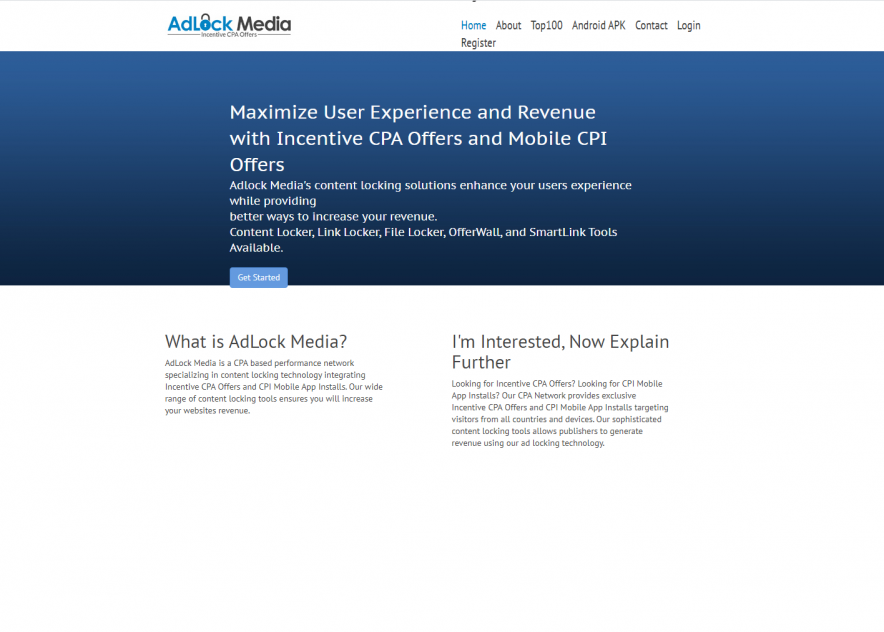 AdLock Media
Incentive CPA Offers
Home About Top100 Android APK Contact Login
Register
Maximize User Experience and Revenue
with Incentive CPA Offers and Mobile CPI
Offers
Adlock Media's content locking solutions enhance your users experience
while providing
better ways to increase your revenue.
Content Locker, Link Locker, File Locker, OfferWall, and SmartLink Tools
Available.
Get Started
What is AdLock Media?
AdLock Media is a CPA based performance network
specializing in content locking technology integrating
Incentive CPA Offers and CPI Mobile App Installs. Our wide
range of content locking tools ensures you will increase
your websites revenue.
I'm Interested, Now Explain
Further
Looking for Incentive CPA Offers? Looking for CPI Mobile
App Installs? Our CPA Network provides exclusive
Incentive CPA Offers and CPI Mobile App Installs targeting
visitors from all countries and devices. Our sophisticated
content locking tools allows publishers to generate
revenue using our ad locking technology.